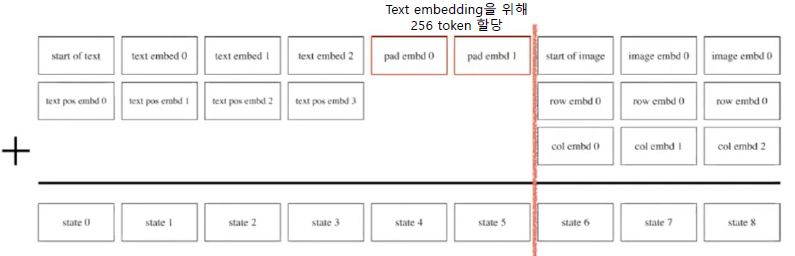 Text embedding을 위해
256 token 할당
start of text text embed 0 text embed 1 text embed 2 pad embd 0 pad embd 1 start of image image embd 0 image embd 0
text pos embd 0 text pos embd 1 text pos embd 2 text pos embd 3 row embd 0 row embd 0 row embd 0
+ col embd 0 col embd 1 col embd 2
state 0 state 1 state 2 state 3 state 4 state 5 state 6 state 7 state 8